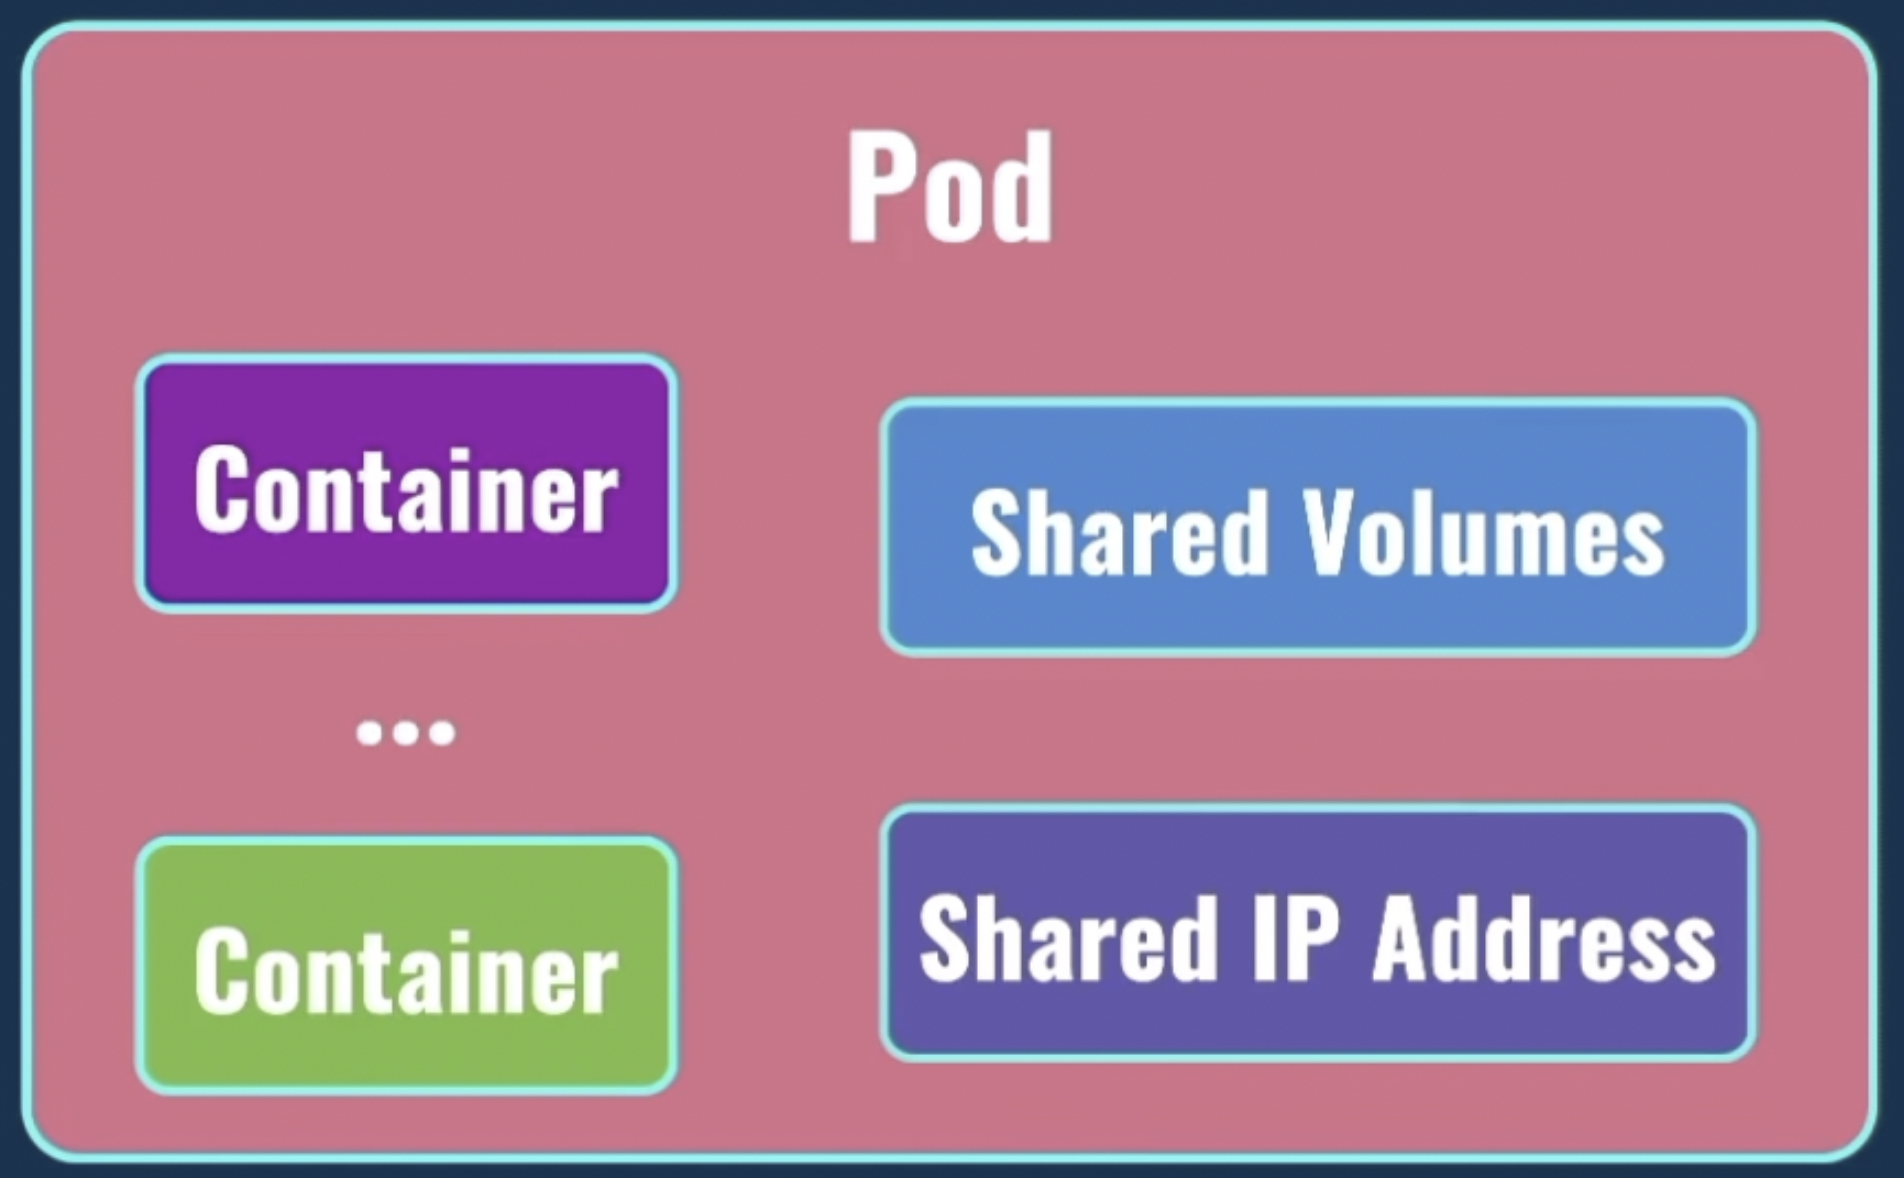 Pod
Container
...
Container
Shared Volumes
Shared IP Address